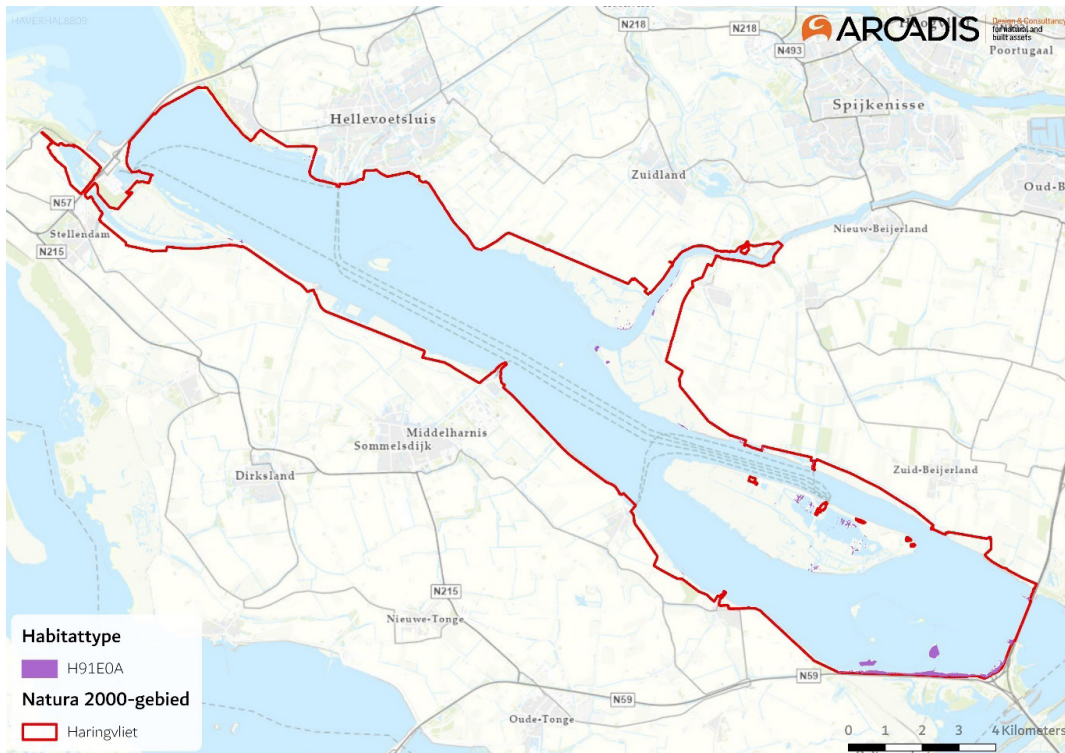 HAVERHAL8809
N218
N218
N493
ARCADIS
Design & Consultancy
for natural and
built assets
Poortugaal
Spijkenisse
Hellevoetsluis
Zuidland
Oud-B
N57
Nieuw-Beijerland
Stellendam
N215
Middelharnis
Sommelsdijk
Zuid-Beijerland
Dirksland
N215
Nieuwe-Tonge
Habitattype
H91E0A
Natura 2000-gebied
Haringvliet
N59
N59
Oude-Tonge
0 1 2 3 4 Kilometers